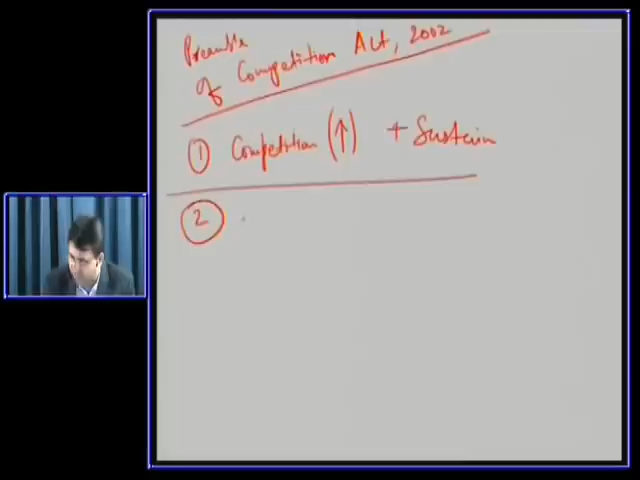 Preamble
of Competition Act, 2002
① Competition (↑) + Sustain
②